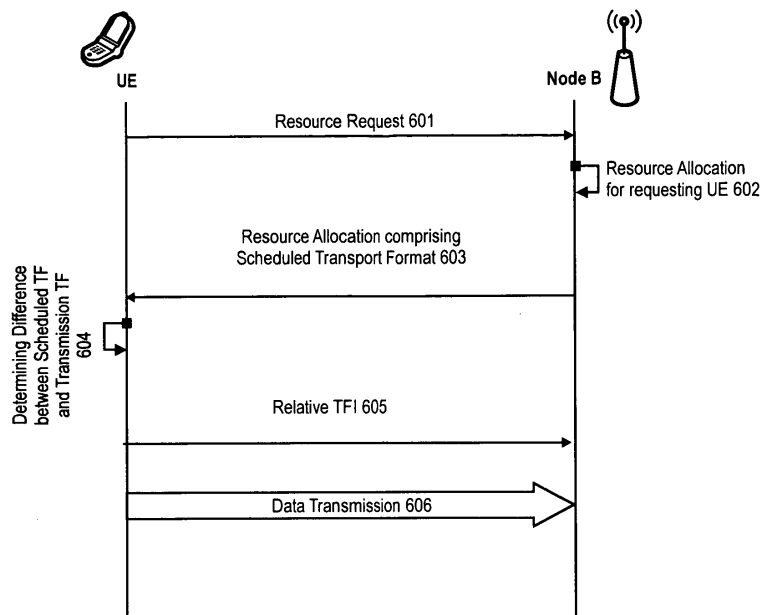 UE
Node B
Resource Request 601
Resource Allocation
for requesting UE 602
Resource Allocation comprising
Scheduled Transport Format 603
Determining Difference
between Scheduled TF
and Transmission TF
604
Relative TFI 605
Data Transmission 606